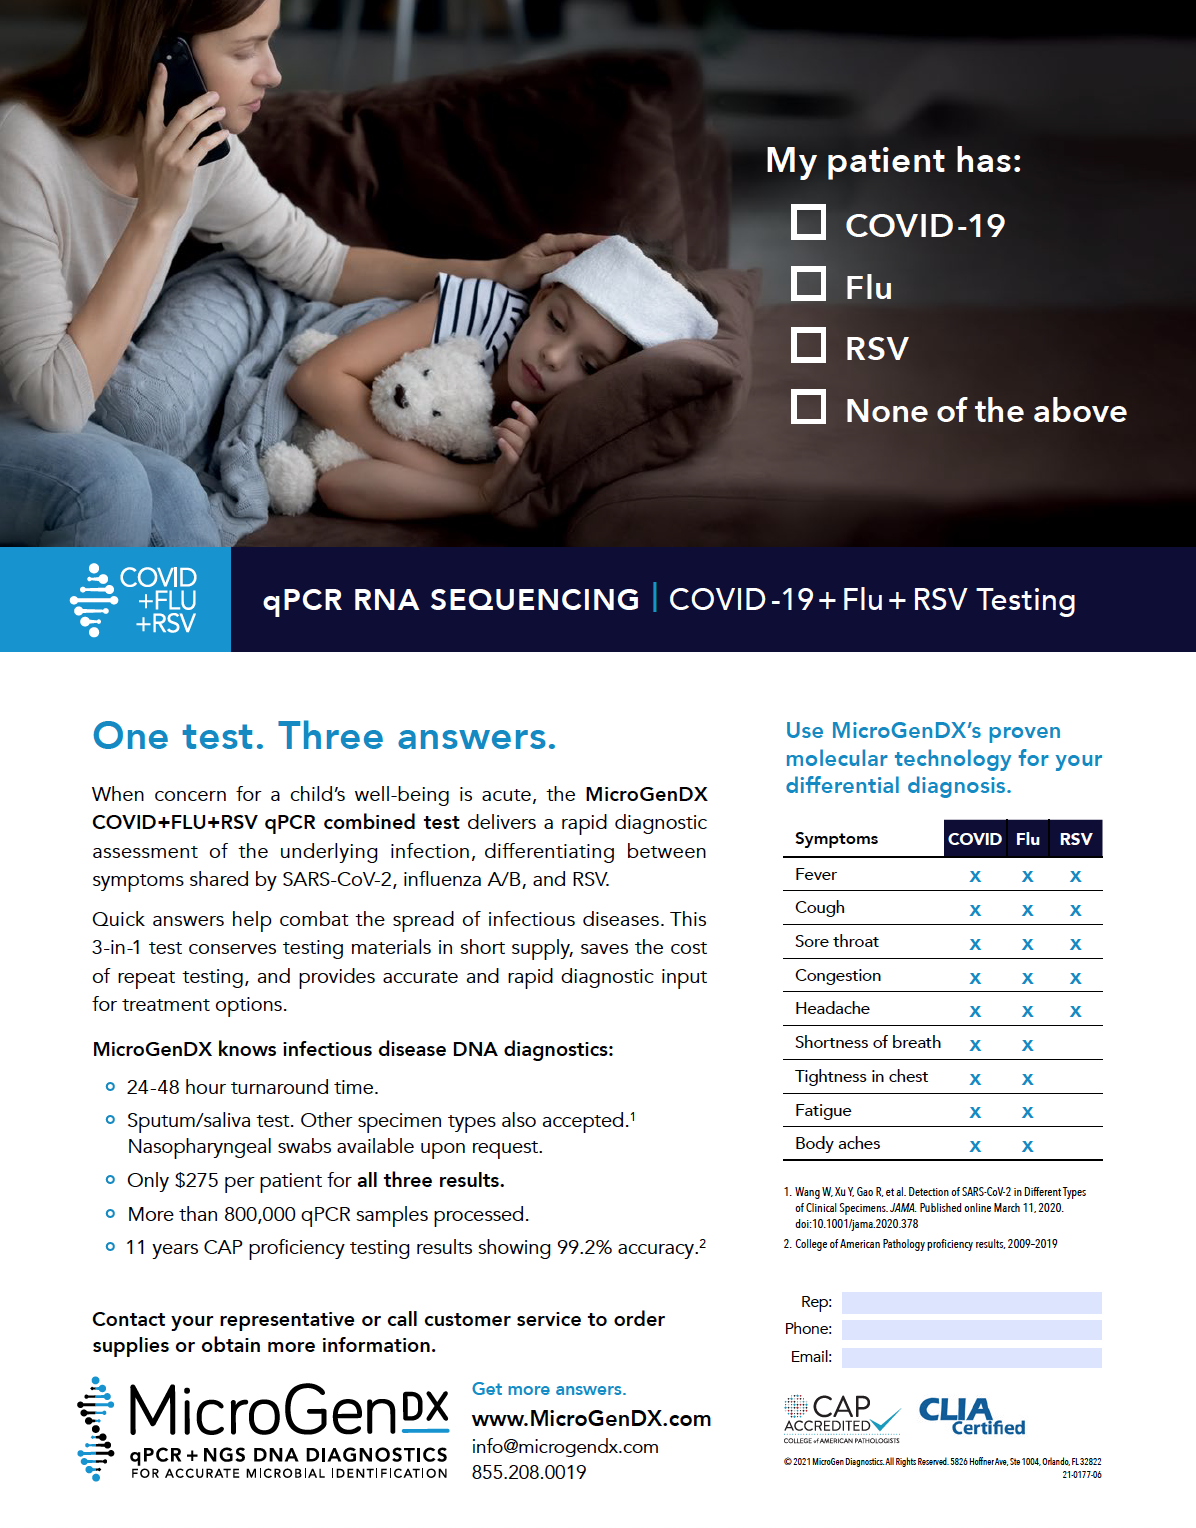 My patient has:
COVID-19
Flu
RSV
None of the above
COVID
+FLU
+RSV
qPCR RNA SEQUENCING | COVID-19+Flu+RSV Testing
One test. Three answers.
When concern for a child's well-being is acute, the MicroGenDX
COVID+FLU+RSV qPCR combined test delivers a rapid diagnostic
assessment of the underlying infection, differentiating between
symptoms shared by SARS-CoV-2, influenza A/B, and RSV.
Quick answers help combat the spread of infectious diseases. This
3-in-1 test conserves testing materials in short supply, saves the cost
of repeat testing, and provides accurate and rapid diagnostic input
for treatment options.
MicroGenDX knows infectious disease DNA diagnostics:
24-48 hour turnaround time.
Sputum/saliva test. Other specimen types also accepted.1
Nasopharyngeal swabs available upon request.
Only $275 per patient for all three results.
More than 800,000 qPCR samples processed.
11 years CAP proficiency testing results showing 99.2% accuracy.2
Contact your representative or call customer service to order
supplies or obtain more information.
MicroGenDX
qPCR+NGS DNA DIAGNOSTICS
FOR ACCURATE MICROBIAL IDENTIFICATION
Get more answers.
www.MicroGenDX.com
info@microgendx.com
855.208.0019
Use MicroGenDX's proven
molecular technology for your
differential diagnosis.
Symptoms COVID Flu RSV
Fever x x x
Cough x x x
Sore throat x x x
Congestion x x x
Headache x x x
Shortness of breath x x
Tightness in chest x x
Fatigue x x
Body aches x x
1. Wang W, Xu Y, Gao R, et al. Detection of SARS-CoV-2 in Different Types
of Clinical Specimens. JAMA. Published online March 11, 2020.
doi:10.1001/jama.2020.378
2. College of American Pathology proficiency results, 2009–2019
Rep:
Phone:
Email:
CAP
ACCREDITED
COLLEGE of AMERICAN PATHOLOGISTS
CLIA
Certified
© 2021 MicroGen Diagnostics. All Rights Reserved. 5826 Hoffner Ave, Ste 1004, Orlando, FL 32822
21-0177-06